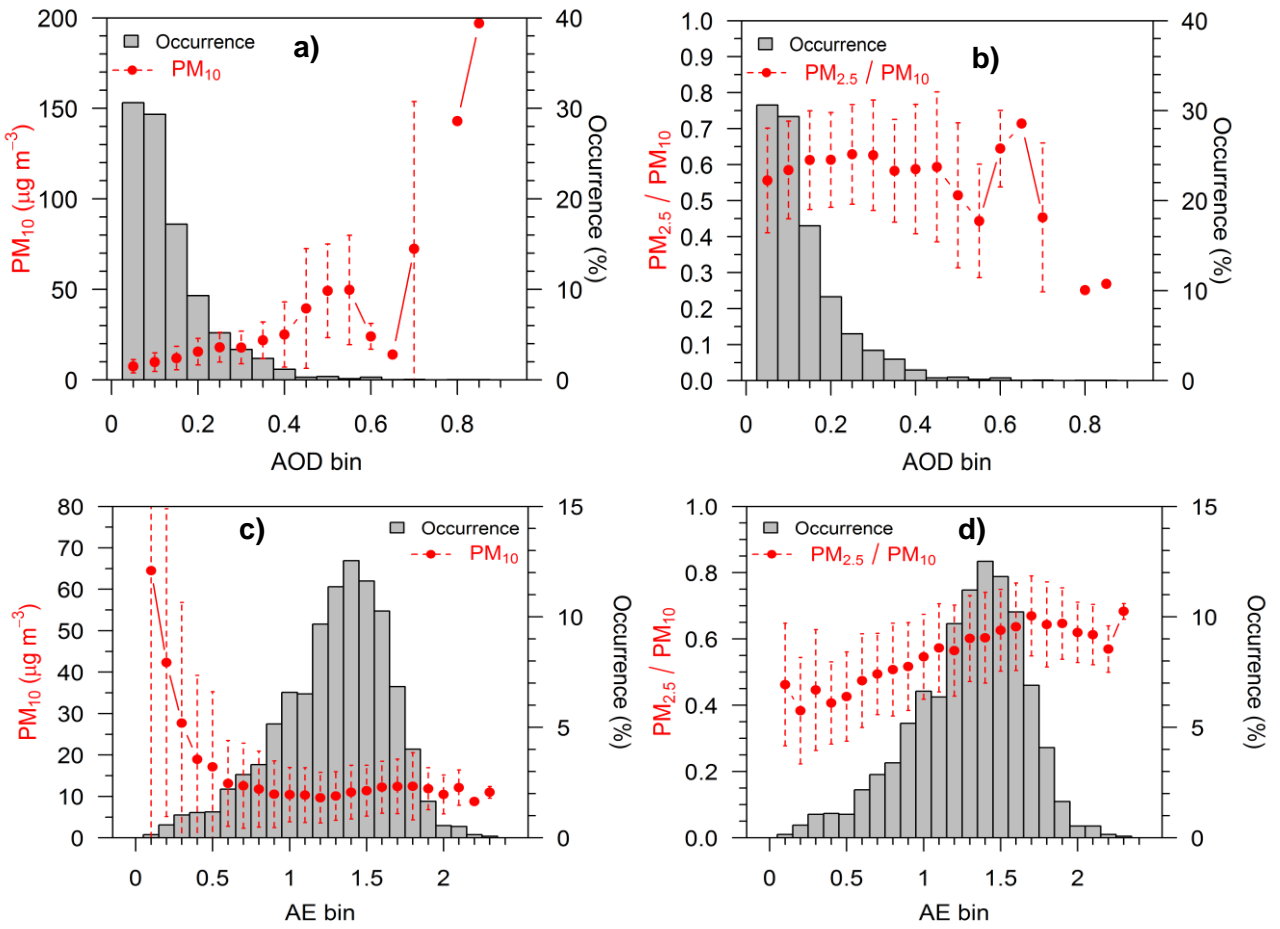 a)
Occurrence
PM₁₀
PM₁₀ (µg m⁻³)
200
150
100
50
0
40
30
20
10
0
Occurrence (%)
0 0.2 0.4 0.6 0.8
AOD bin
b)
Occurrence
PM₂.₅ / PM₁₀
PM₂.₅ / PM₁₀
1.0
0.9
0.8
0.7
0.6
0.5
0.4
0.3
0.2
0.1
0.0
40
30
20
10
0
Occurrence (%)
0 0.2 0.4 0.6 0.8
AOD bin
c)
Occurrence
PM₁₀
PM₁₀ (µg m⁻³)
80
70
60
50
40
30
20
10
0
15
10
5
0
Occurrence (%)
0 0.5 1 1.5 2
AE bin
d)
Occurrence
PM₂.₅ / PM₁₀
PM₂.₅ / PM₁₀
1.0
0.8
0.6
0.4
0.2
0.0
15
10
5
0
Occurrence (%)
0 0.5 1 1.5 2
AE bin